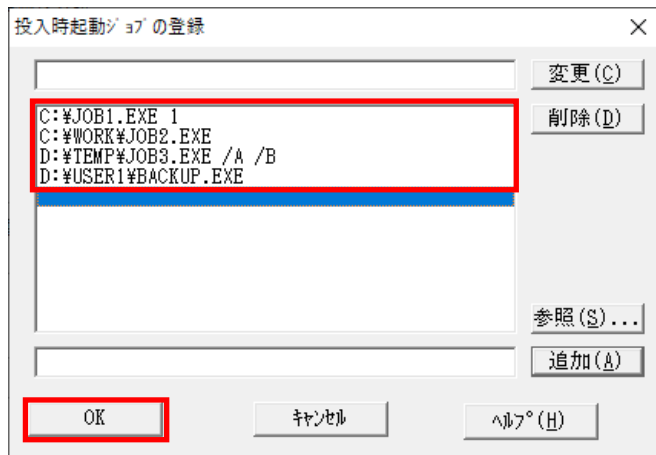 投入時起動ｼﾞｮﾌﾞの登録
変更(C)
C:¥JOB1.EXE 1
C:¥WORK¥JOB2.EXE
D:¥TEMP¥JOB3.EXE /A /B
D:¥USER1¥BACKUP.EXE
削除(D)
参照(S)...
追加(A)
OK
ｷｬﾝｾﾙ
ﾍﾙﾌﾟ(H)